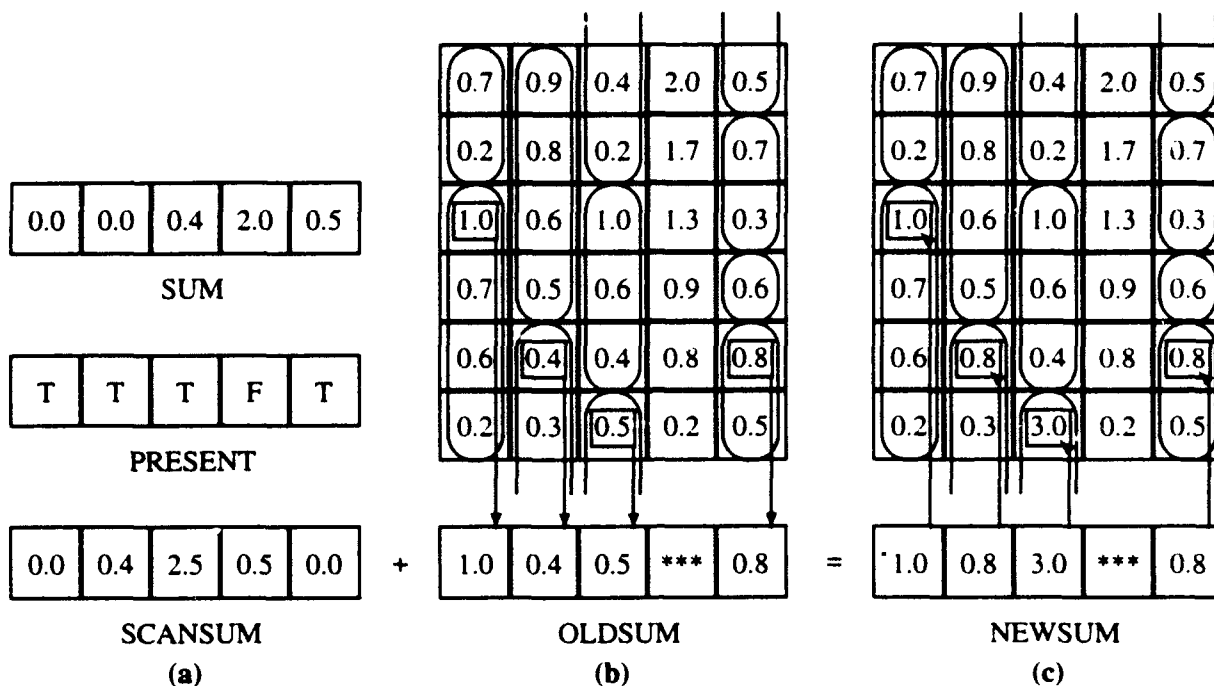 0.7 0.9 0.4 2.0 0.5
0.2 0.8 0.2 1.7 0.7
1.0 0.6 1.0 1.3 0.3
0.7 0.5 0.6 0.9 0.6
0.6 0.4 0.4 0.8 0.8
0.2 0.3 0.5 0.2 0.5
0.7 0.9 0.4 2.0 0.5
0.2 0.8 0.2 1.7 0.7
1.0 0.6 1.0 1.3 0.3
0.7 0.5 0.6 0.9 0.6
0.6 0.8 0.4 0.8 0.8
0.2 0.3 3.0 0.2 0.5
0.0 0.0 0.4 2.0 0.5
SUM
T T T F T
PRESENT
0.0 0.4 2.5 0.5 0.0 + 1.0 0.4 0.5 *** 0.8 = 1.0 0.8 3.0 *** 0.8
SCANSUM OLDSUM NEWSUM
(a) (b) (c)